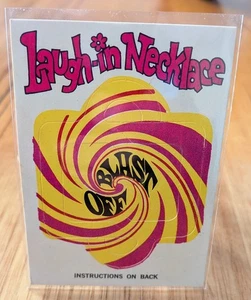 Laugh-in Necklace
BLAST
OFF
INSTRUCTIONS ON BACK